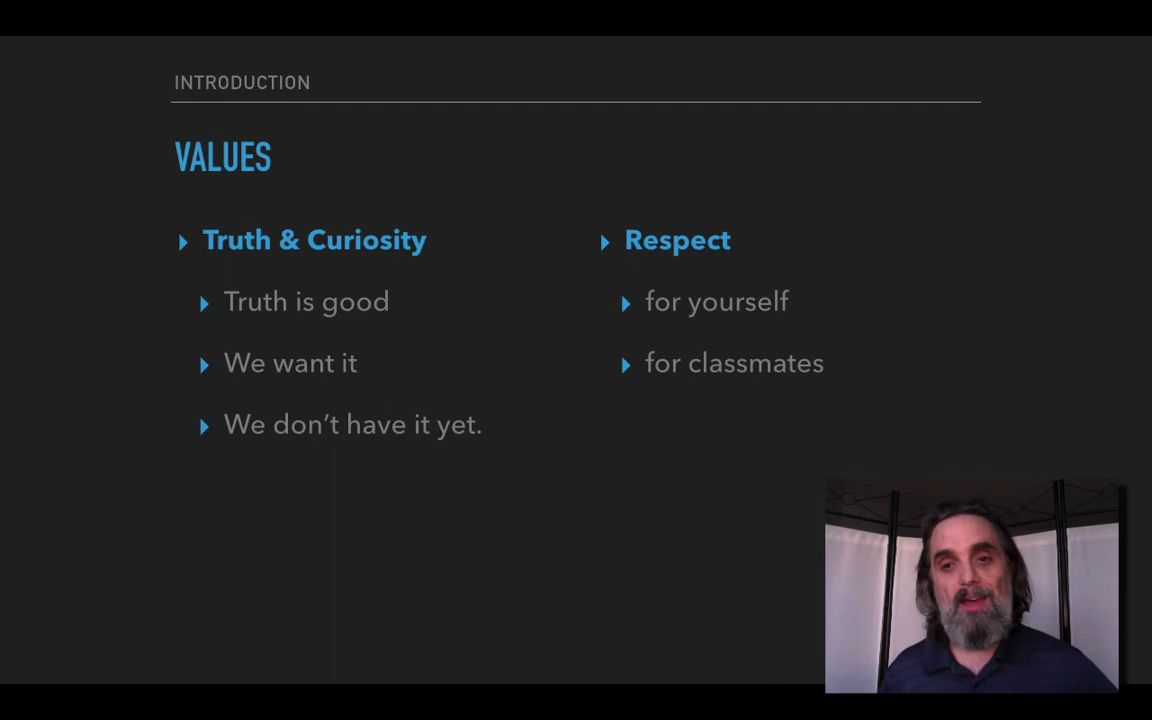 INTRODUCTION
VALUES
Truth & Curiosity
Truth is good
We want it
We don’t have it yet.
Respect
for yourself
for classmates